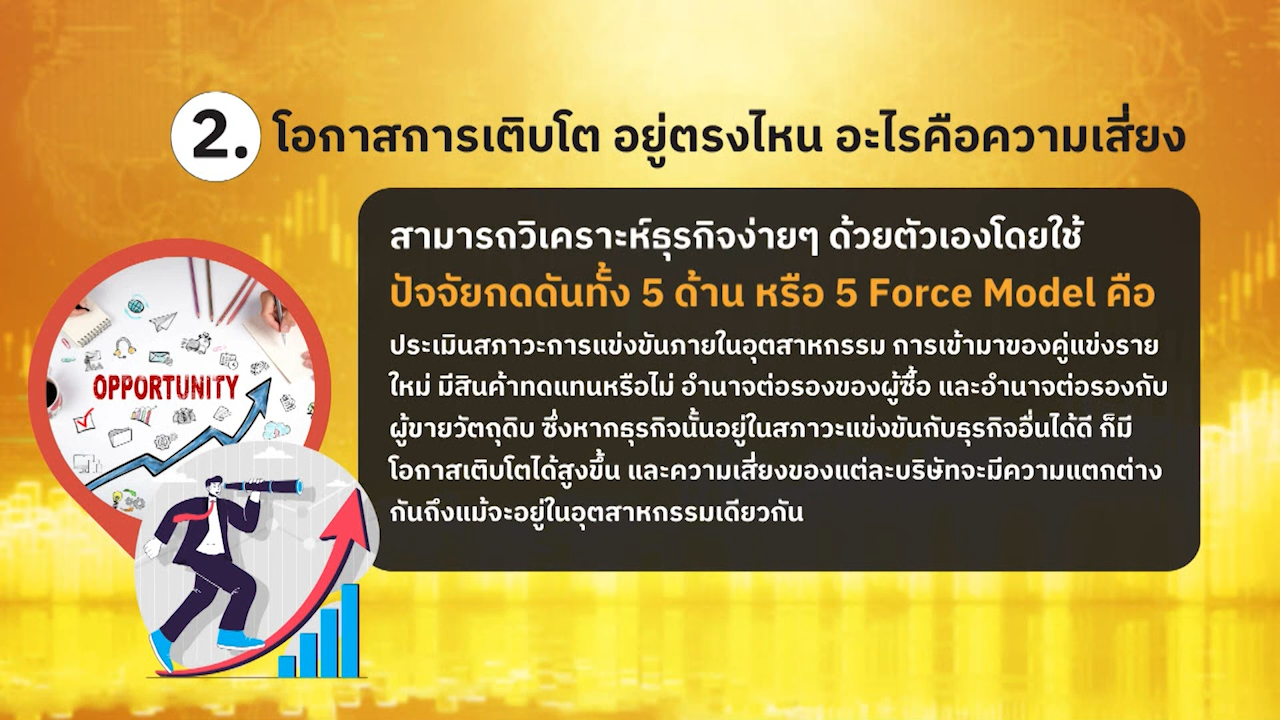 2. โอกาสการเติบโต อยู่ตรงไหน อะไรคือความเสี่ยง
สามารถวิเคราะห์ธุรกิจง่ายๆ ด้วยตัวเองโดยใช้
ปัจจัยกดดันทั้ง 5 ด้าน หรือ 5 Force Model คือ
ประเมินสภาวะการแข่งขันภายในอุตสาหกรรม การเข้ามาของคู่แข่งราย
ใหม่ มีสินค้าทดแทนหรือไม่ อำนาจต่อรองของผู้ซื้อ และอำนาจต่อรองกับ
ผู้ขายวัตถุดิบ ซึ่งหากธุรกิจนั้นอยู่ในสภาวะแข่งขันกับธุรกิจอื่นได้ดี ก็มี
โอกาสเติบโตได้สูงขึ้น และความเสี่ยงของแต่ละบริษัทจะมีความแตกต่าง
กันถึงแม้จะอยู่ในอุตสาหกรรมเดียวกัน
OPPORTUNITY